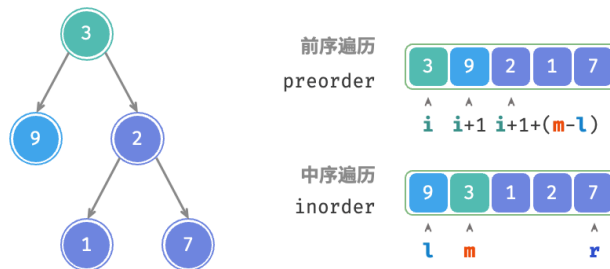 3
9
2
1
7
前序遍历
preorder
3 9 2 1 7
i i+1 i+1+(m-l)
中序遍历
inorder
9 3 1 2 7
l m r